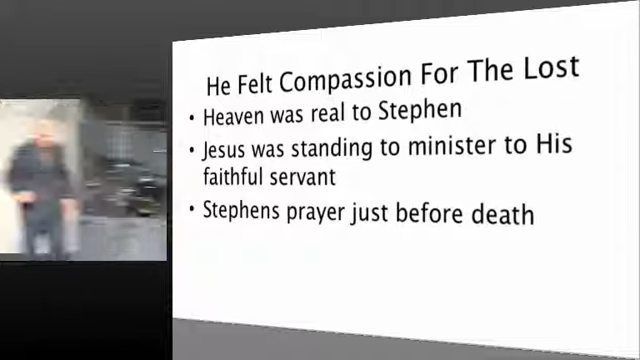 He Felt Compassion For The Lost
• Heaven was real to Stephen
• Jesus was standing to minister to His
faithful servant
• Stephens prayer just before death